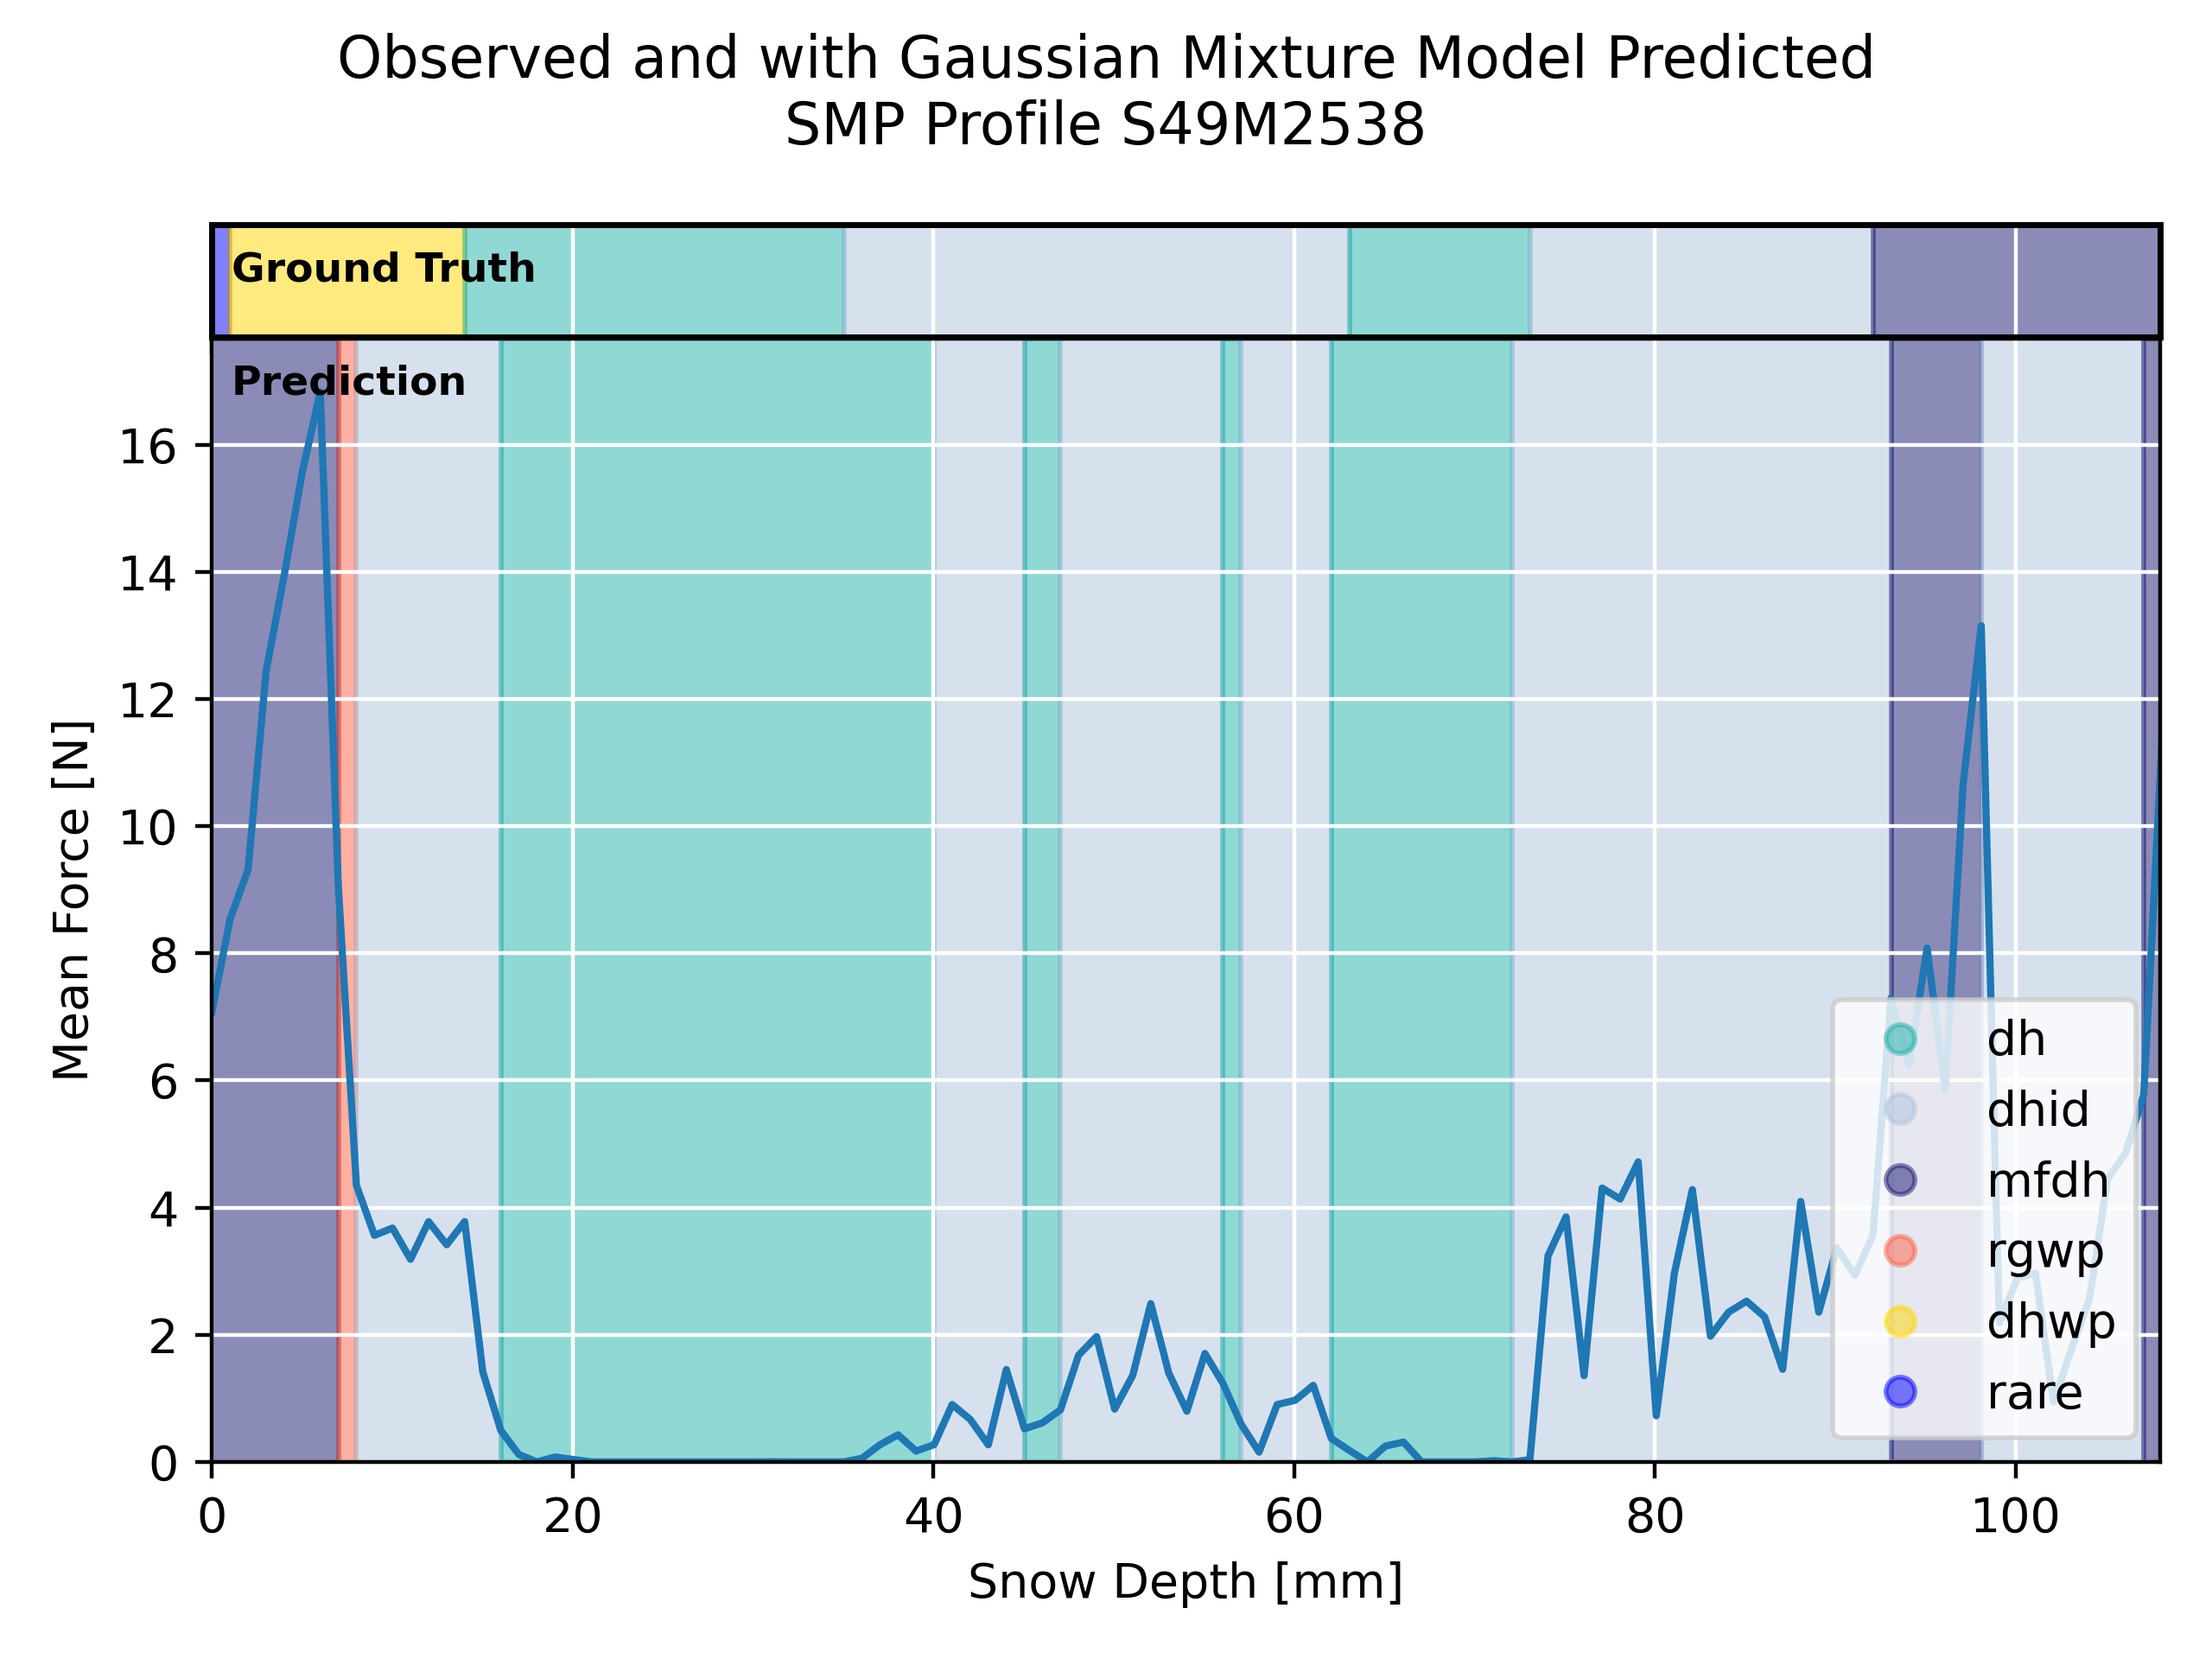 Observed and with Gaussian Mixture Model Predicted
SMP Profile S49M2538
Ground Truth
Prediction
16
14
12
10
8
6
4
2
0
Mean Force [N]
dh
dhid
mfdh
rgwp
dhwp
rare
0 20 40 60 80 100
Snow Depth [mm]